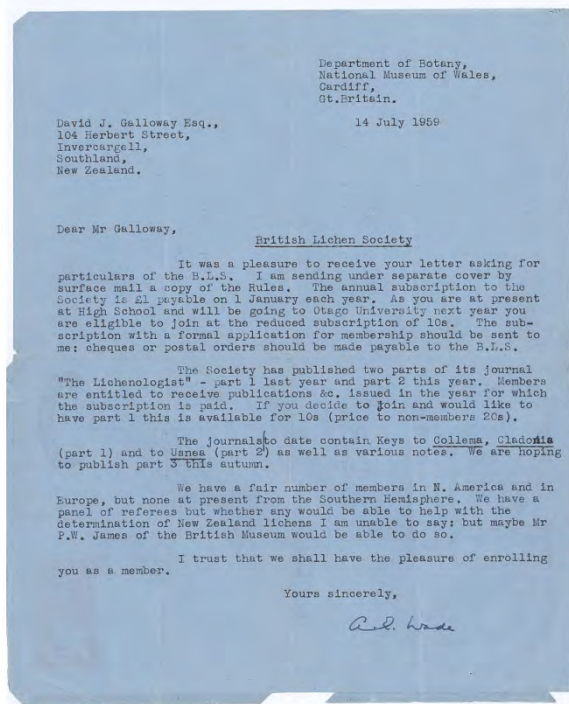 Department of Botany,
National Museum of Wales,
Cardiff,
Gt.Britain.
David J. Galloway Esq.,
14 July 1959
104 Herbert Street,
Invercargell,
Southland,
New Zealand.
Dear Mr Galloway,
British Lichen Society
It was a pleasure to receive your letter asking for
particulars of the B.L.S. I am sending under separate cover by
surface mail a copy of the Rules. The annual subscription to the
Society is £1 payable on 1 January each year. As you are at present
at High School and will be going to Otago University next year you
are eligible to join at the reduced subscription of 10s. The sub-
scription with a formal application for membership should be sent to
me: cheques or postal orders should be made payable to the B.L.S.
The Society has published two parts of its journal
"The Lichenologist" - part 1 last year and part 2 this year. Members
are entitled to receive publications &c. issued in the year for which
the subscription is paid. If you decide to join and would like to
have part 1 this is available for 10s (price to non-members 20s).
The journals to date contain Keys to Collema, Cladonia
(part 1) and to Usnea (part 2) as well as various notes. We are hoping
to publish part 3 this autumn.
We have a fair number of members in N. America and in
Europe, but none at present from the Southern Hemisphere. We have a
panel of referees but whether any would be able to help with the
determination of New Zealand lichens I am unable to say: but maybe Mr
P.W. James of the British Museum would be able to do so.
I trust that we shall have the pleasure of enrolling
you as a member.
Yours sincerely,
A.E. Wade